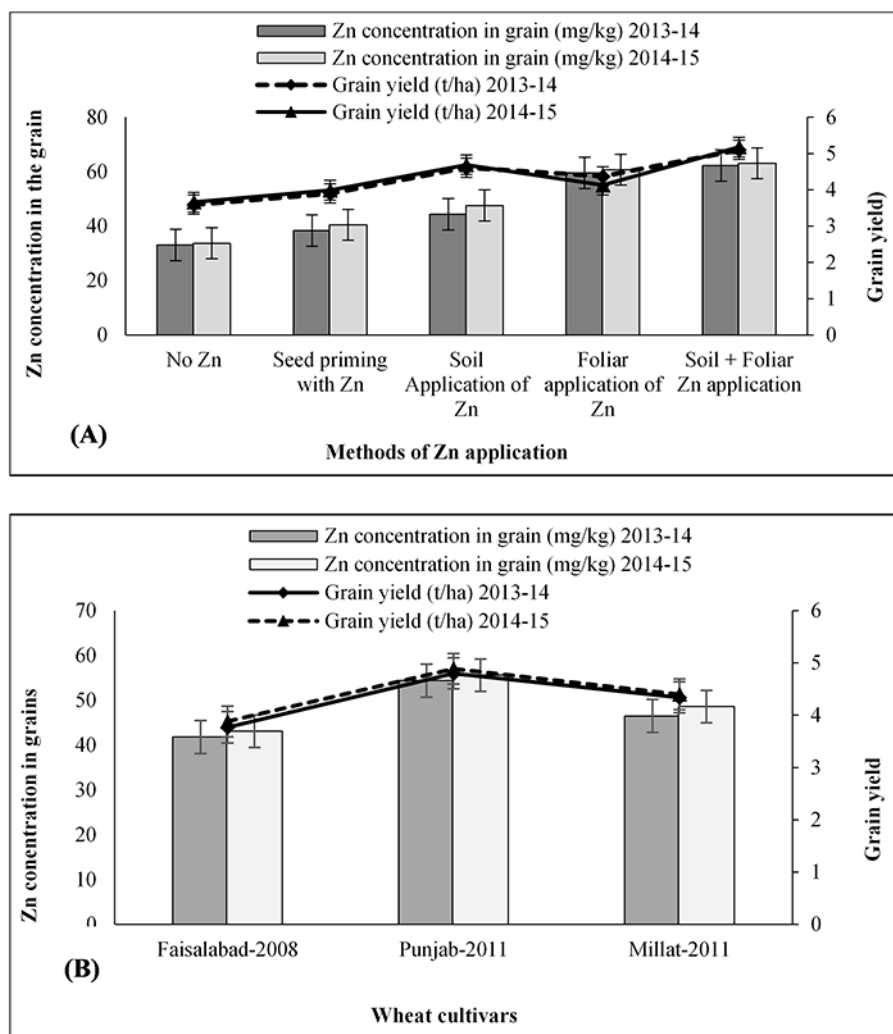 Zn concentration in grain (mg/kg) 2013-14
Zn concentration in grain (mg/kg) 2014-15
Grain yield (t/ha) 2013-14
Grain yield (t/ha) 2014-15
80
60
40
20
0
Zn concentration in the grain
6
5
4
3
2
1
0
Grain yield)
No Zn
Seed priming
with Zn
Soil
Application of
Zn
Foliar
application of
Zn
Soil + Foliar
Zn application
(A)
Methods of Zn application
Zn concentration in grain (mg/kg) 2013-14
Zn concentration in grain (mg/kg) 2014-15
Grain yield (t/ha) 2013-14
Grain yield (t/ha) 2014-15
70
60
50
40
30
20
10
0
Zn conentration in grains
6
5
4
3
2
1
0
Grain yield
Faisalabad-2008
Punjab-2011
Millat-2011
(B)
Wheat cultivars